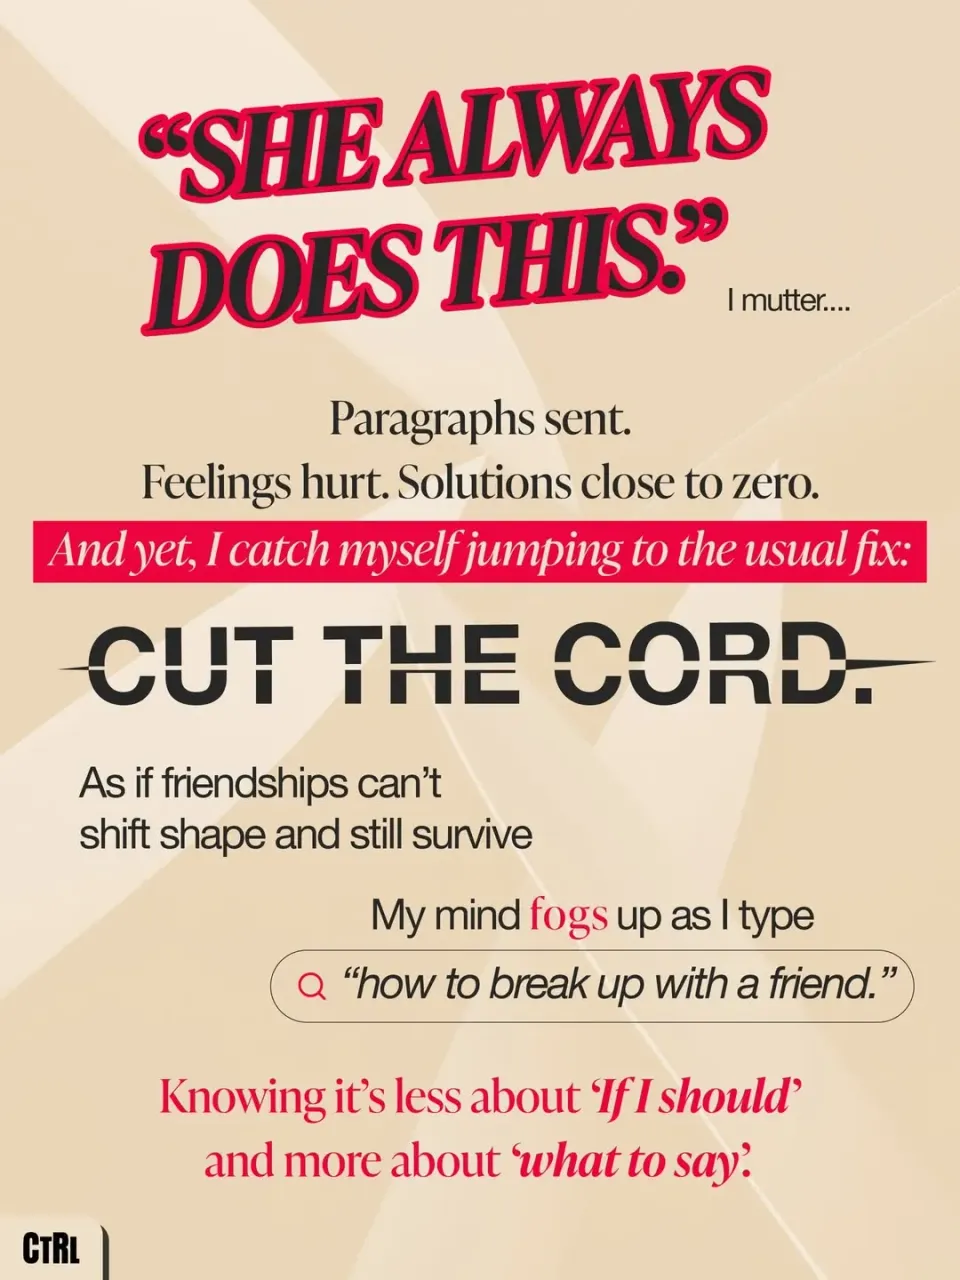 “SHE ALWAYS
DOES THIS.”
I mutter....
Paragraphs sent.
Feelings hurt. Solutions close to zero.
And yet, I catch myself jumping to the usual fix:
CUT THE CORD.
As if friendships can’t
shift shape and still survive
My mind fogs up as I type
“how to break up with a friend.”
Knowing it’s less about ‘If I should’
and more about ‘what to say’.
CTRL